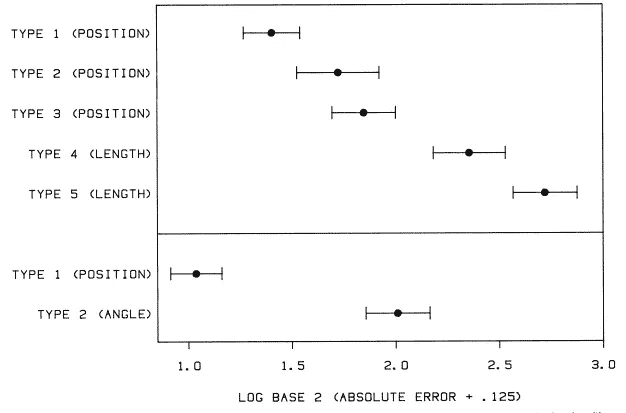 TYPE 1 (POSITION)
TYPE 2 (POSITION)
TYPE 3 (POSITION)
TYPE 4 (LENGTH)
TYPE 5 (LENGTH)
TYPE 1 (POSITION)
TYPE 2 (ANGLE)
1.0 1.5 2.0 2.5 3.0
LOG BASE 2 (ABSOLUTE ERROR + .125)